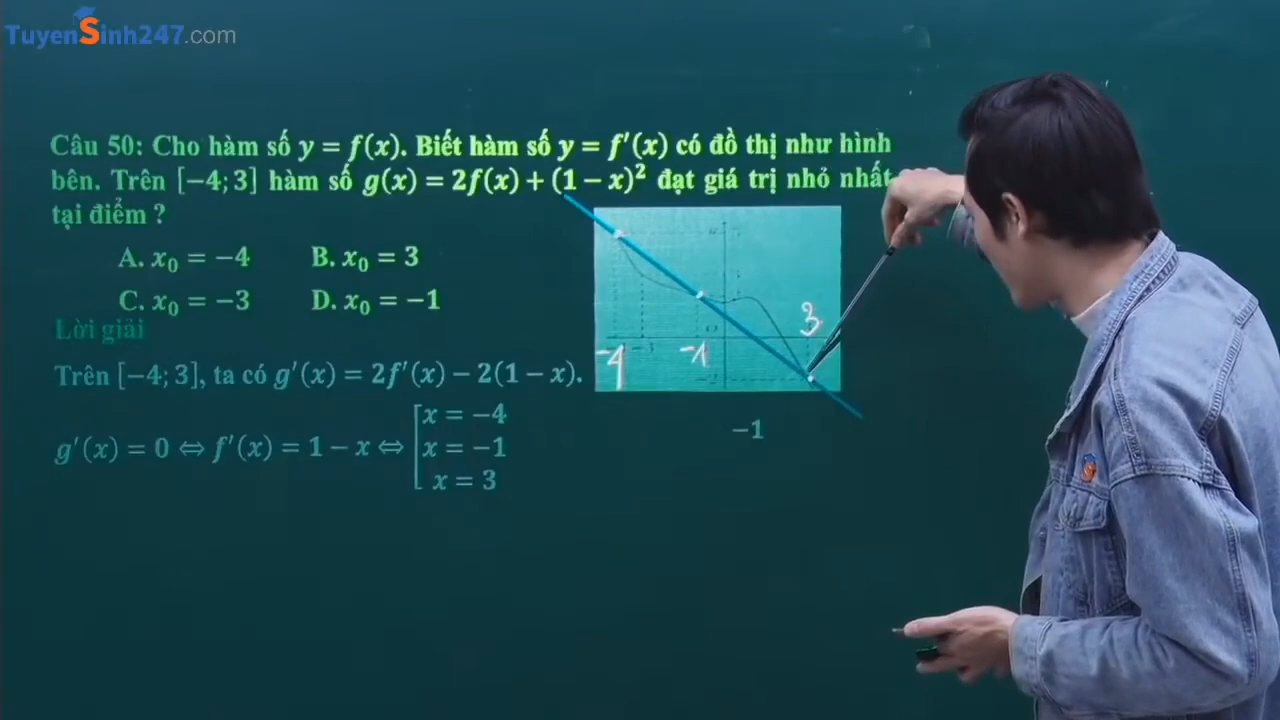 TuyenSinh247.com
Câu 50: Cho hàm số y = f(x). Biết hàm số y = f'(x) có đồ thị như hình
bên. Trên [−4; 3] hàm số g(x) = 2f(x) + (1 − x)² đạt giá trị nhỏ nhất
tại điểm ?
A. x₀ = −4 B. x₀ = 3
C. x₀ = −3 D. x₀ = −1
Lời giải
Trên [−4; 3], ta có g'(x) = 2f'(x) − 2(1 − x).
x = −4
g'(x) = 0 ⇔ f'(x) = 1 − x ⇔ [ x = −1
x = 3
3
-4 -3 -1 O
-2
−1